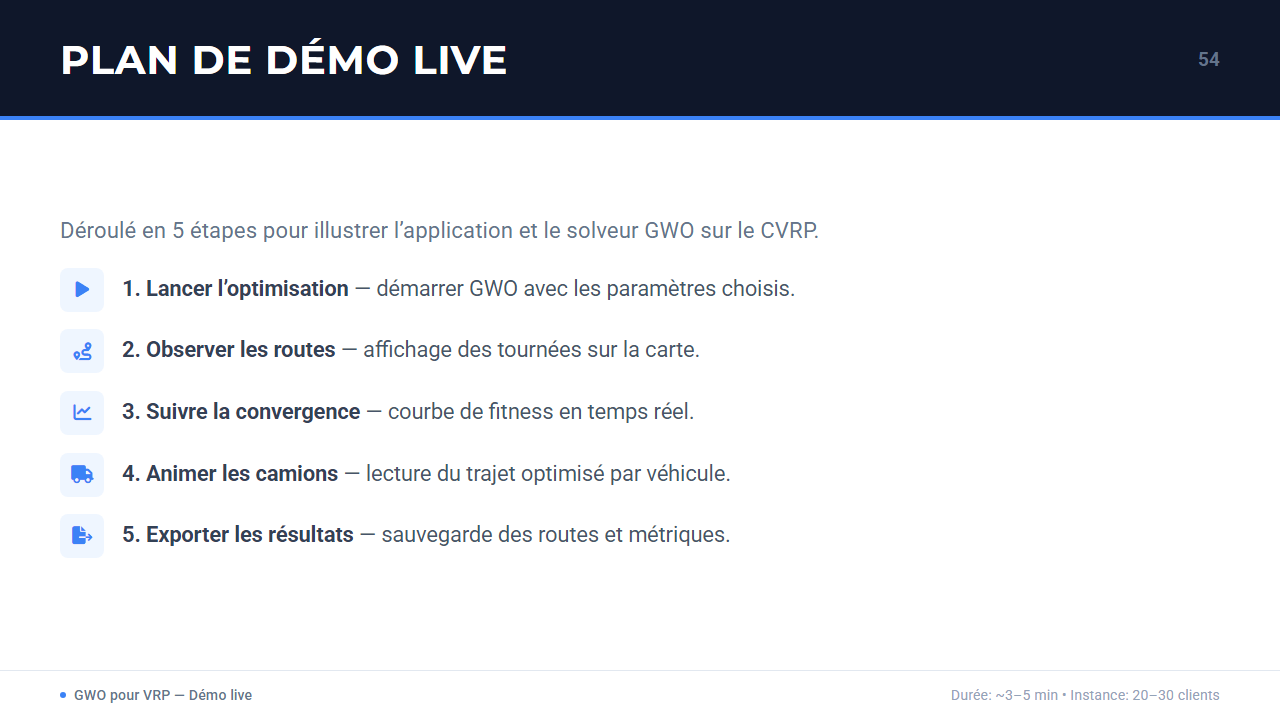 PLAN DE DÉMO LIVE
54
Déroulé en 5 étapes pour illustrer l’application et le solveur GWO sur le CVRP.
1. Lancer l’optimisation — démarrer GWO avec les paramètres choisis.
2. Observer les routes — affichage des tournées sur la carte.
3. Suivre la convergence — courbe de fitness en temps réel.
4. Animer les camions — lecture du trajet optimisé par véhicule.
5. Exporter les résultats — sauvegarde des routes et métriques.
GWO pour VRP — Démo live
Durée: ~3–5 min • Instance: 20–30 clients